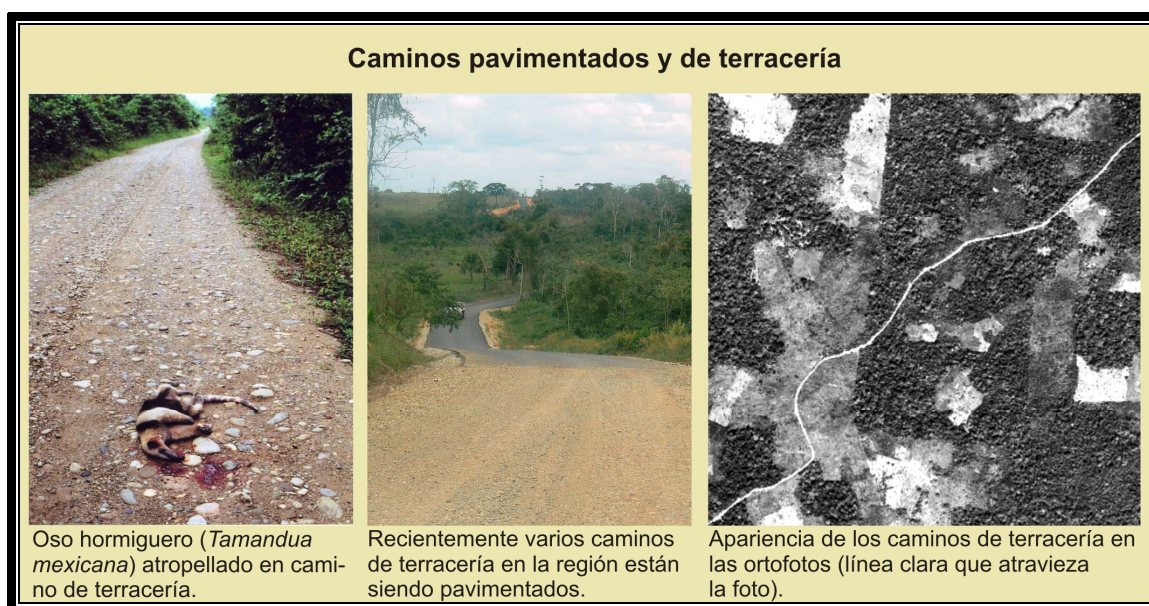 Caminos pavimentados y de terracería
Oso hormiguero (Tamandua
mexicana) atropellado en cami-
no de terracería.
Recientemente varios caminos
de terracería en la región están
siendo pavimentados.
Apariencia de los caminos de terracería en
las ortofotos (línea clara que atravieza
la foto).